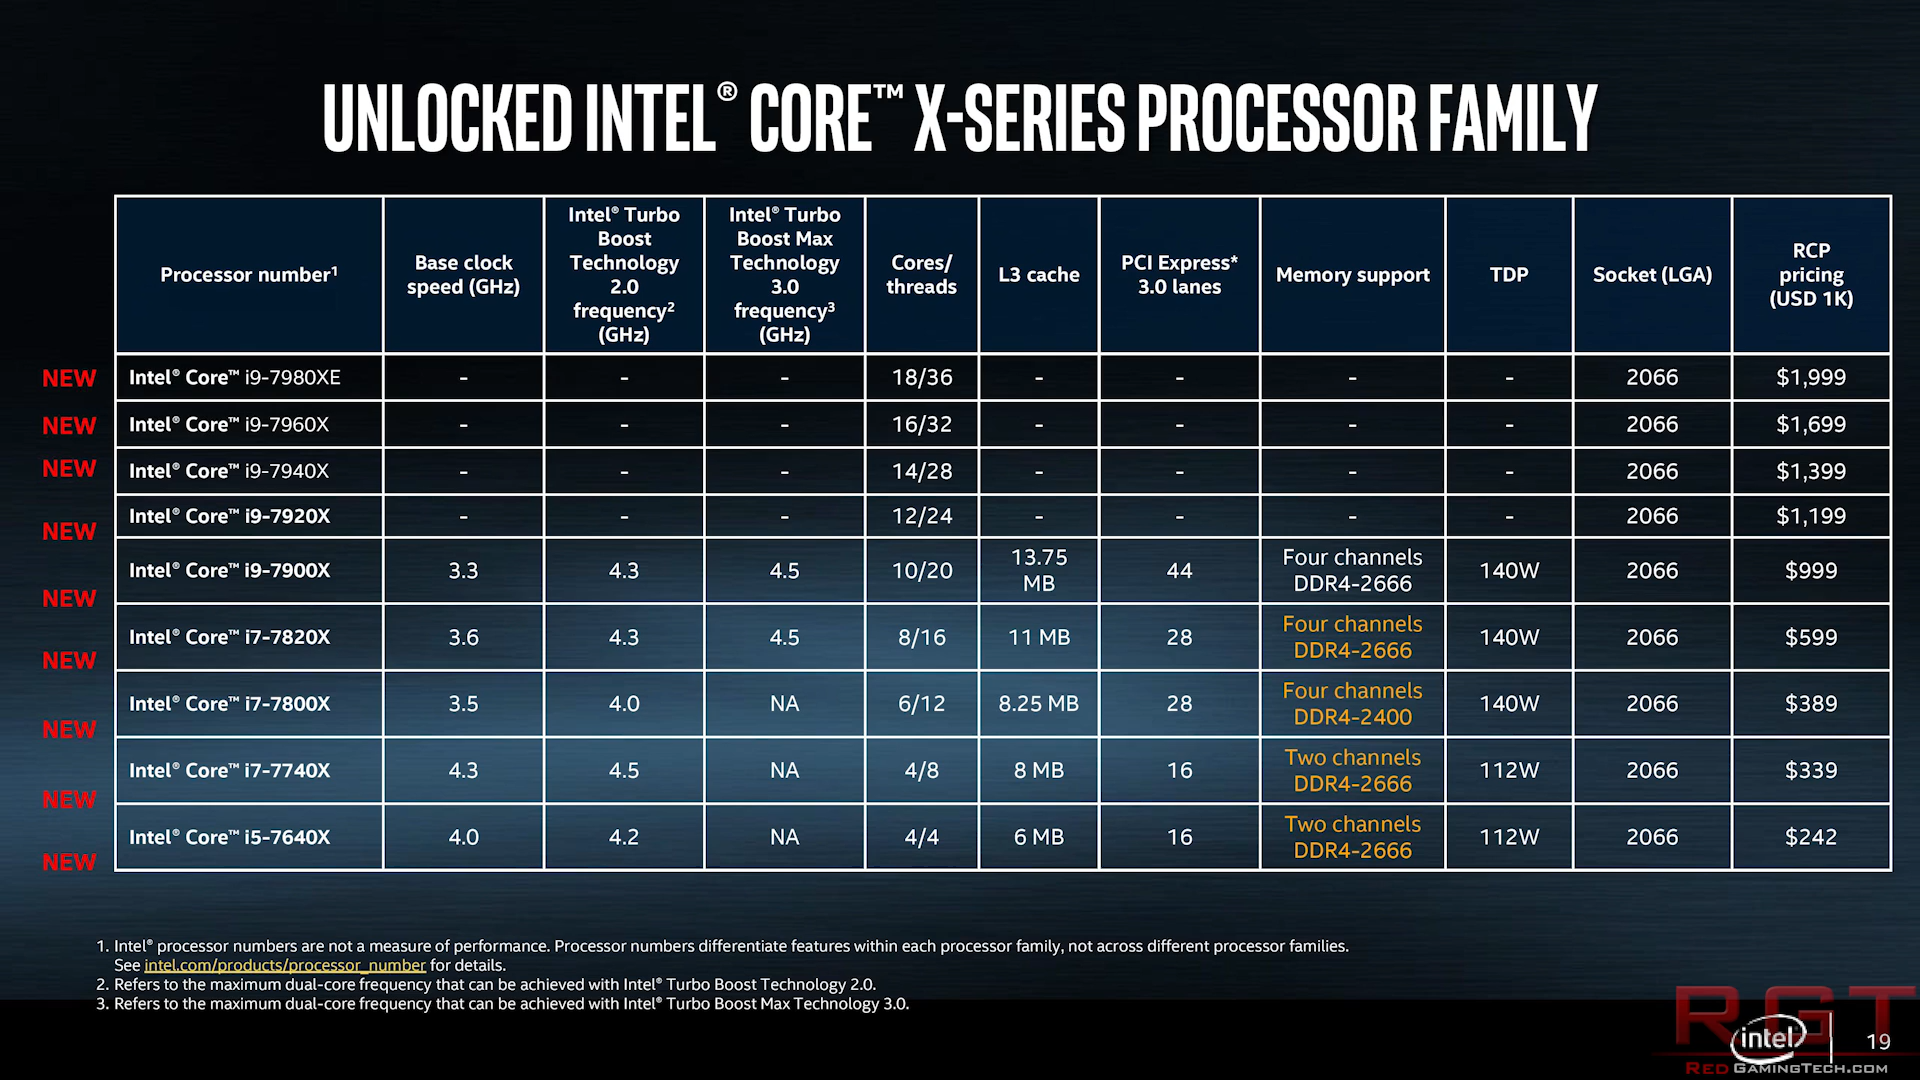 UNLOCKED INTEL® CORE™ X-SERIES PROCESSOR FAMILY
Processor number¹
Base clock
speed (GHz)
Intel® Turbo
Boost
Technology
2.0
frequency²
(GHz)
Intel® Turbo
Boost Max
Technology
3.0
frequency³
(GHz)
Cores/
threads
L3 cache
PCI Express*
3.0 lanes
Memory support
TDP
Socket (LGA)
RCP
pricing
(USD 1K)
NEW Intel® Core™ i9-7980XE - - - 18/36 - - - - 2066 $1,999
NEW Intel® Core™ i9-7960X - - - 16/32 - - - - 2066 $1,699
NEW Intel® Core™ i9-7940X - - - 14/28 - - - - 2066 $1,399
NEW Intel® Core™ i9-7920X - - - 12/24 - - - - 2066 $1,199
NEW Intel® Core™ i9-7900X 3.3 4.3 4.5 10/20 13.75 MB 44 Four channels DDR4-2666 140W 2066 $999
NEW Intel® Core™ i7-7820X 3.6 4.3 4.5 8/16 11 MB 28 Four channels DDR4-2666 140W 2066 $599
NEW Intel® Core™ i7-7800X 3.5 4.0 NA 6/12 8.25 MB 28 Four channels DDR4-2400 140W 2066 $389
NEW Intel® Core™ i7-7740X 4.3 4.5 NA 4/8 8 MB 16 Two channels DDR4-2666 112W 2066 $339
NEW Intel® Core™ i5-7640X 4.0 4.2 NA 4/4 6 MB 16 Two channels DDR4-2666 112W 2066 $242
1. Intel® processor numbers are not a measure of performance. Processor numbers differentiate features within each processor family, not across different processor families.
See intel.com/products/processor_number for details.
2. Refers to the maximum dual-core frequency that can be achieved with Intel® Turbo Boost Technology 2.0.
3. Refers to the maximum dual-core frequency that can be achieved with Intel® Turbo Boost Max Technology 3.0.
RGT
intel
19
RED GAMINGTECH.COM